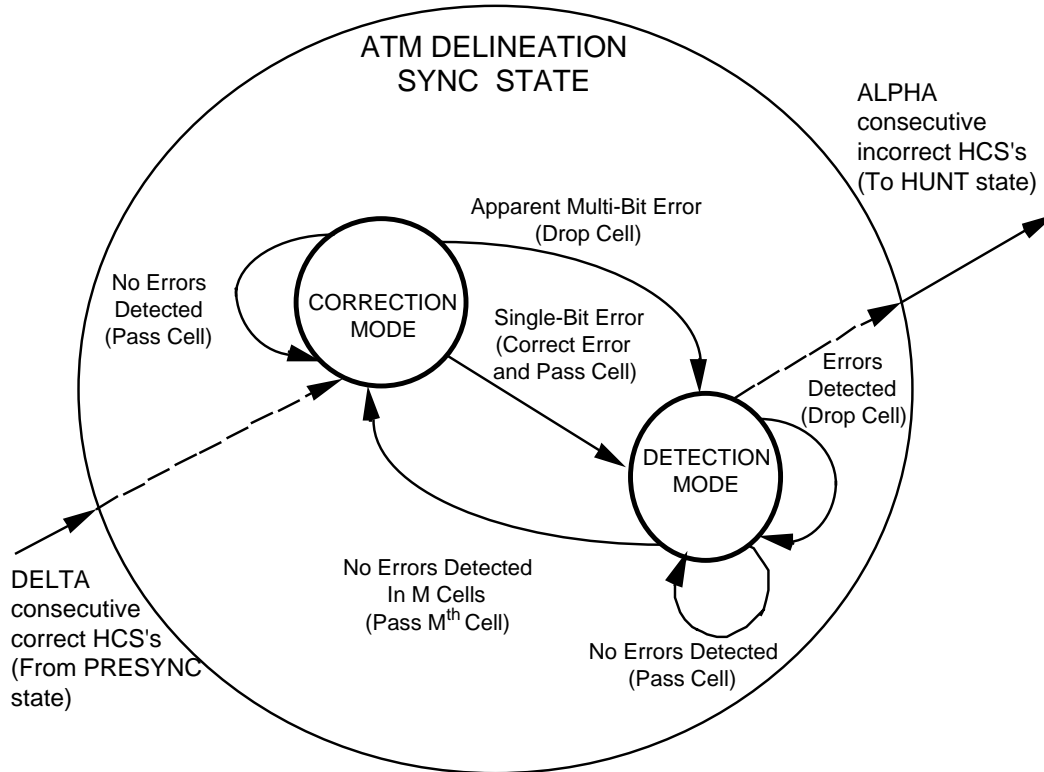 ATM DELINEATION
SYNC STATE
ALPHA
consecutive
incorrect HCS's
(To HUNT state)
Apparent Multi-Bit Error
(Drop Cell)
No Errors
Detected
(Pass Cell)
CORRECTION
MODE
Single-Bit Error
(Correct Error
and Pass Cell)
Errors
Detected
(Drop Cell)
DETECTION
MODE
No Errors Detected
In M Cells
(Pass Mth Cell)
DELTA
consecutive
correct HCS's
(From PRESYNC
state)
No Errors Detected
(Pass Cell)